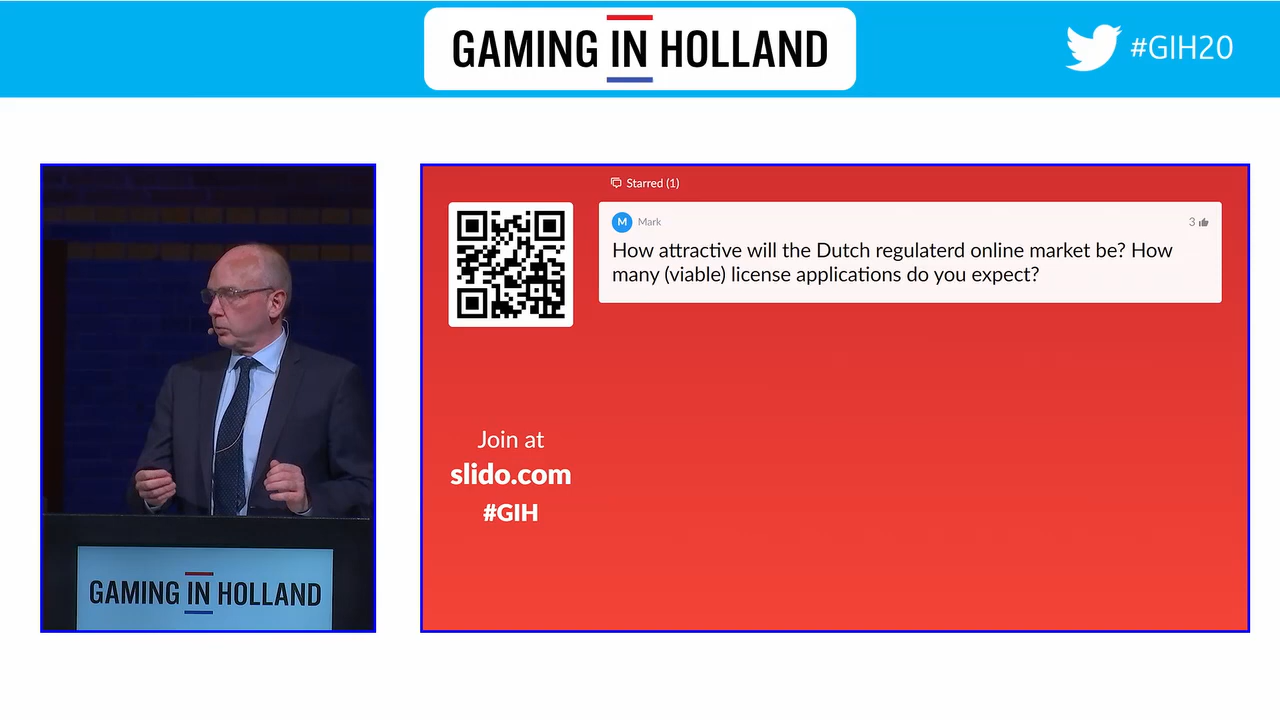 GAMING IN HOLLAND
#GIH20
Starred (1)
M Mark
3
How attractive will the Dutch regulaterd online market be? How
many (viable) license applications do you expect?
Join at
slido.com
#GIH
GAMING IN HOLLAND